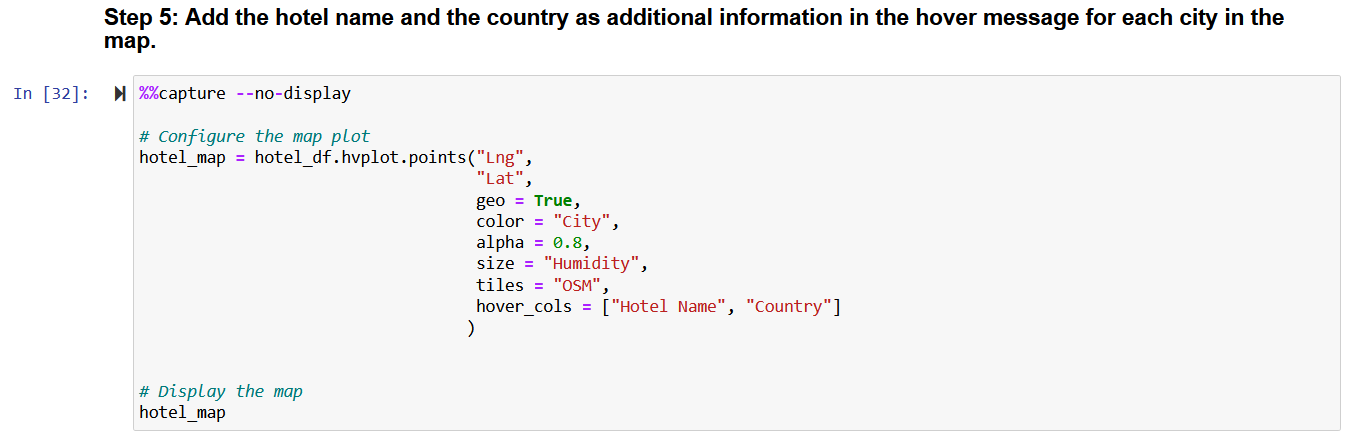 Step 5: Add the hotel name and the country as additional information in the hover message for each city in the
map.
In [32]:
%%capture --no-display
# Configure the map plot
hotel_map = hotel_df.hvplot.points("Lng",
"Lat",
geo = True,
color = "City",
alpha = 0.8,
size = "Humidity",
tiles = "OSM",
hover_cols = ["Hotel Name", "Country"]
)
# Display the map
hotel_map